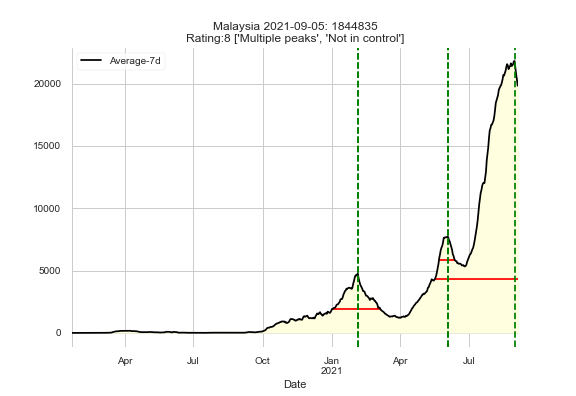 Malaysia 2021-09-05: 1844835
Rating:8 ['Multiple peaks', 'Not in control']
Average-7d
20000
15000
10000
5000
0
Apr
Jul
Oct
Jan
2021
Apr
Jul
Date